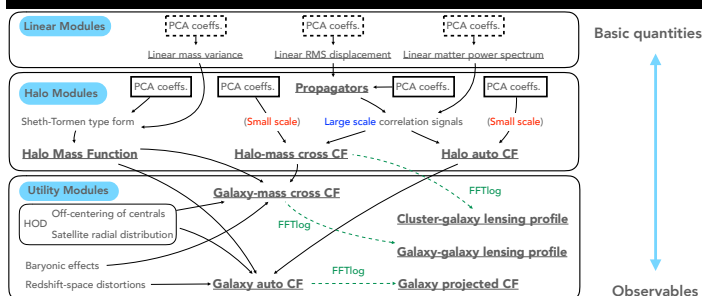 Linear Modules
PCA coeffs.
PCA coeffs.
PCA coeffs.
Basic quantities
Linear mass variance
Linear RMS displacement
Linear matter power spectrum
Halo Modules
PCA coeffs.
PCA coeffs.
Propagators
PCA coeffs.
PCA coeffs.
Sheth-Tormen type form
(Small scale)
Large scale correlation signals
(Small scale)
Halo Mass Function
Halo-mass cross CF
Halo auto CF
Utility Modules
Galaxy-mass cross CF
FFTlog
HOD
Off-centering of centrals
Satellite radial distribution
FFTlog
Cluster-galaxy lensing profile
Galaxy-galaxy lensing profile
Baryonic effects
FFTlog
Redshift-space distortions
Galaxy auto CF
Galaxy projected CF
Observables